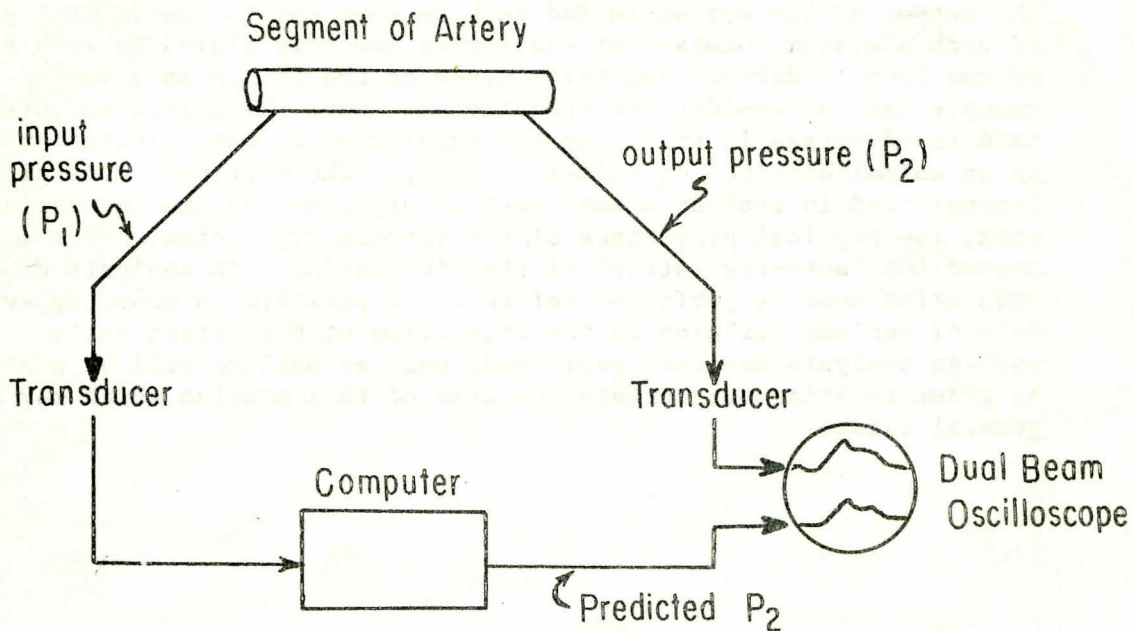 Segment of Artery
input
pressure
(P₁)
output pressure (P₂)
Transducer
Transducer
Computer
Dual Beam
Oscilloscope
Predicted P₂